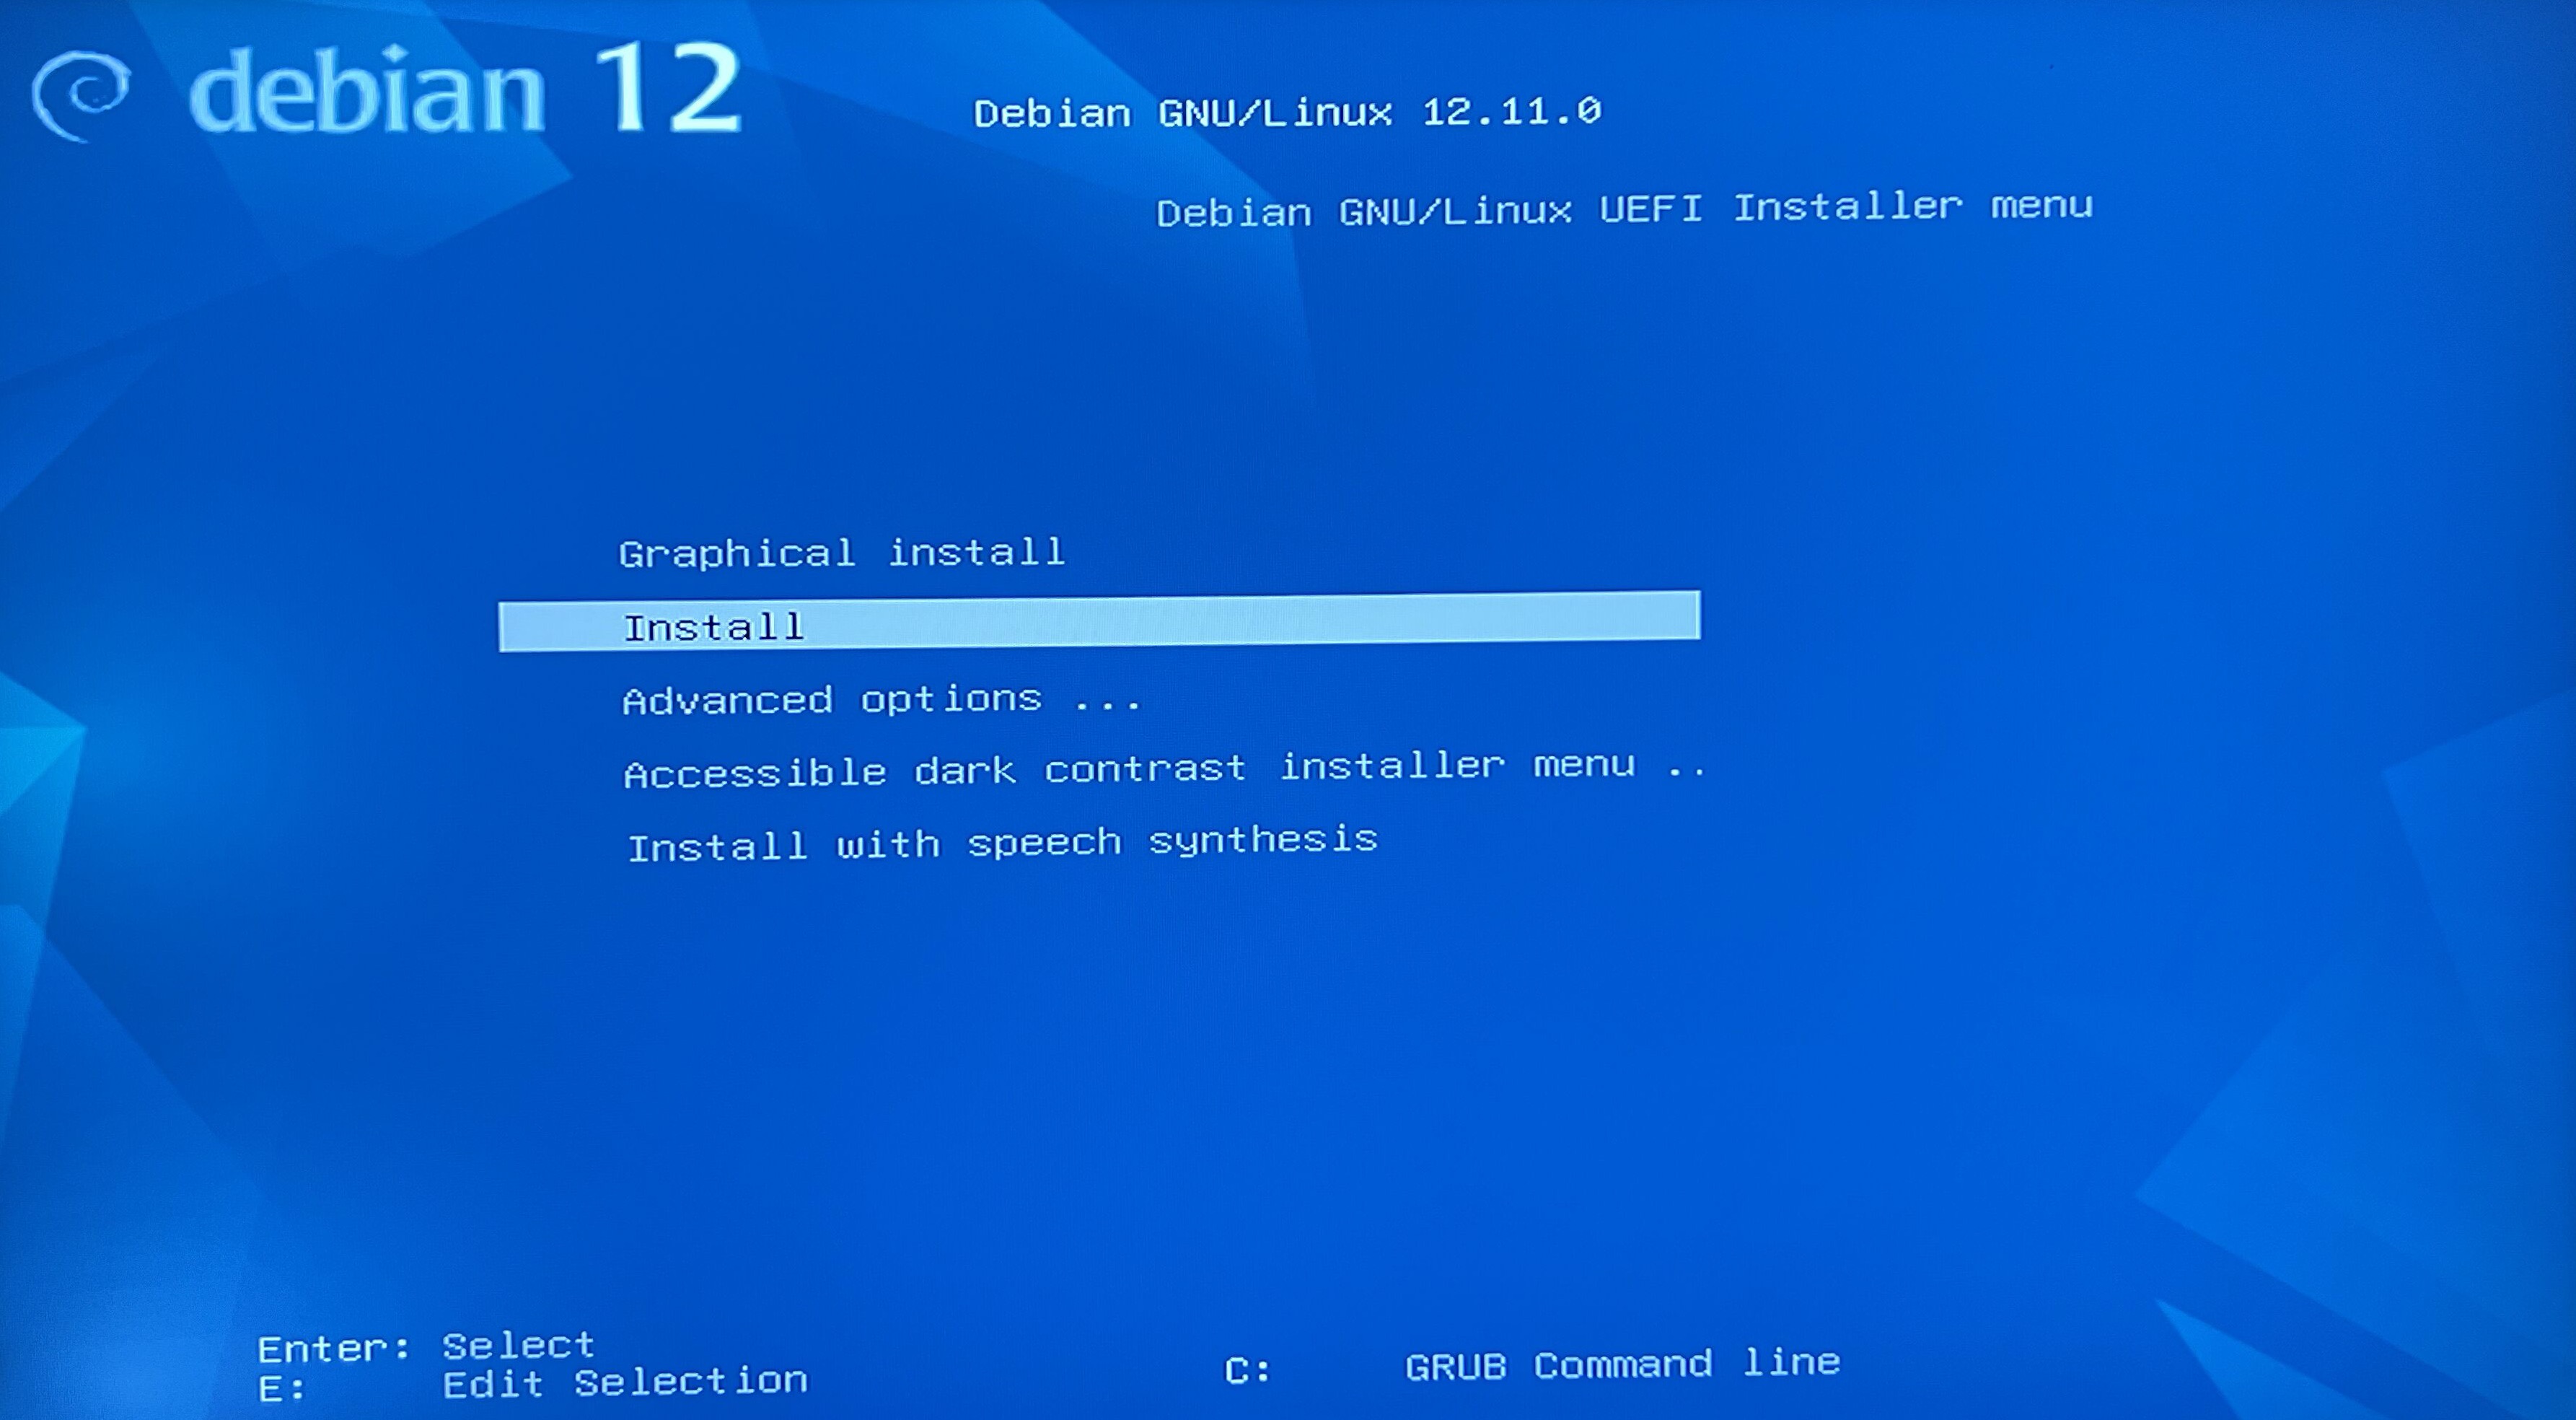 debian 12
Debian GNU/Linux 12.11.0
Debian GNU/Linux UEFI Installer menu
Graphical install
Install
Advanced options ...
Accessible dark contrast installer menu ..
Install with speech synthesis
Enter: Select
E: Edit Selection
C: GRUB Command line